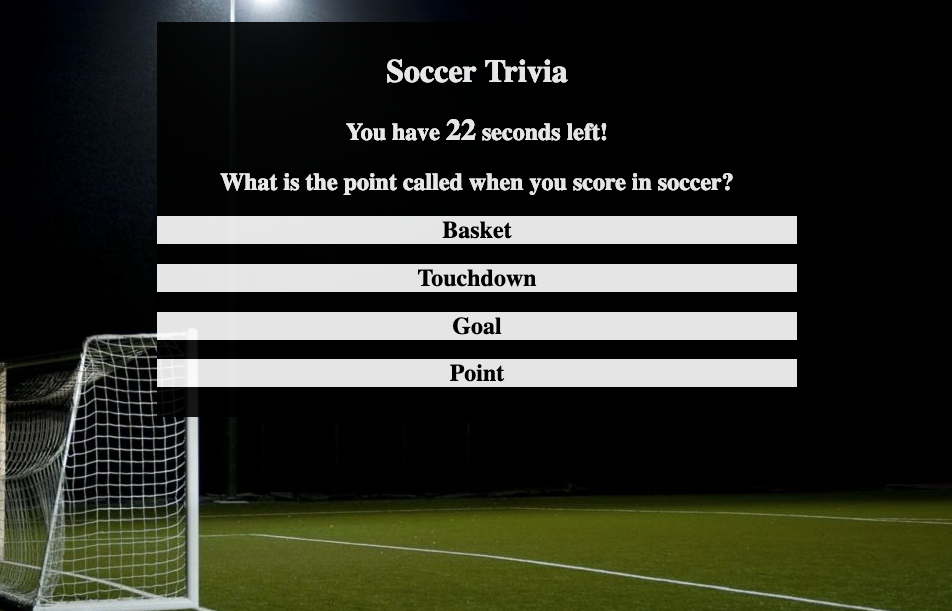 Soccer Trivia
You have 22 seconds left!
What is the point called when you score in soccer?
Basket
Touchdown
Goal
Point